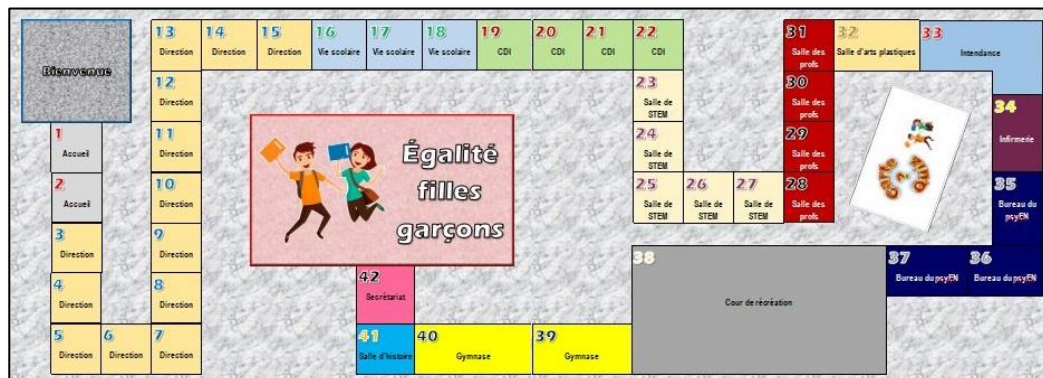 Bienvenue
1
Accueil
2
Accueil
3
Direction
4
Direction
5
Direction
6
Direction
7
Direction
8
Direction
9
Direction
10
Direction
11
Direction
12
Direction
13
Direction
14
Direction
15
Direction
16
Vie scolaire
17
Vie scolaire
18
Vie scolaire
19
CDI
20
CDI
21
CDI
22
CDI
23
Salle de
STEM
24
Salle de
STEM
25
Salle de
STEM
26
Salle de
STEM
27
Salle de
STEM
28
Salle des
profs
29
Salle des
profs
30
Salle des
profs
31
Salle des
profs
32
Salle d'arts plastiques
33
Intendance
34
Infirmerie
35
Bureau du
psyEN
36
Bureau du psyEN
37
Bureau du psyEN
38
Cour de récréation
39
Gymnase
40
Gymnase
41
Salle d'histoire
42
Secrétariat
Égalité
filles
garçons